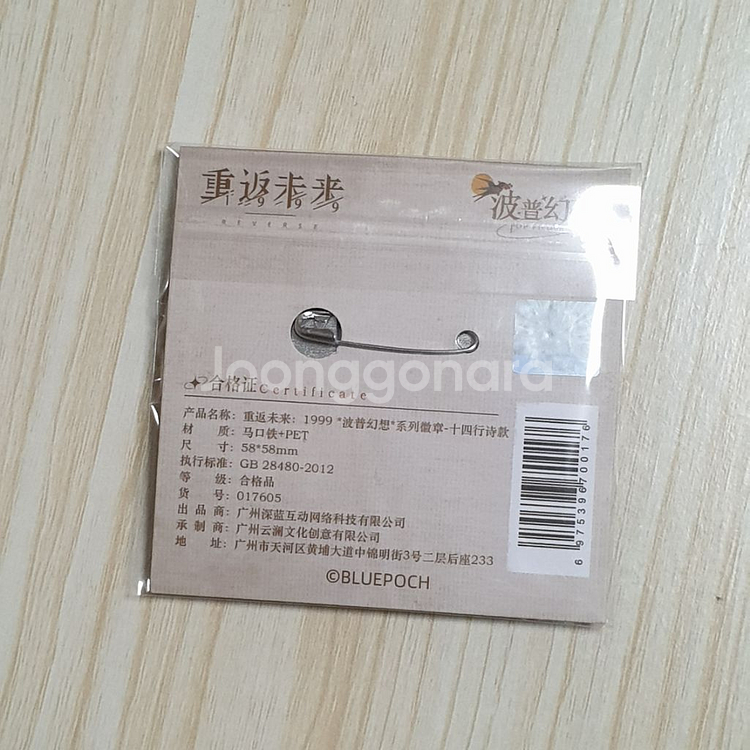 重返未来
1999
REVERSE
波普幻
合格证Certificate
产品名称: 重返未来: 1999 "波普幻想"系列徽章-十四行诗款
材 质: 马口铁+PET
尺 寸: 58*58mm
执行标准: GB 28480-2012
等 级: 合格品
货 号: 017605
出 品 商: 广州深蓝互动网络科技有限公司
承 制 商: 广州云澜文化创意有限公司
地 址: 广州市天河区黄埔大道中锦明街3号二层后座233
©BLUEPOCH
6 975396 700176
Joonggonara